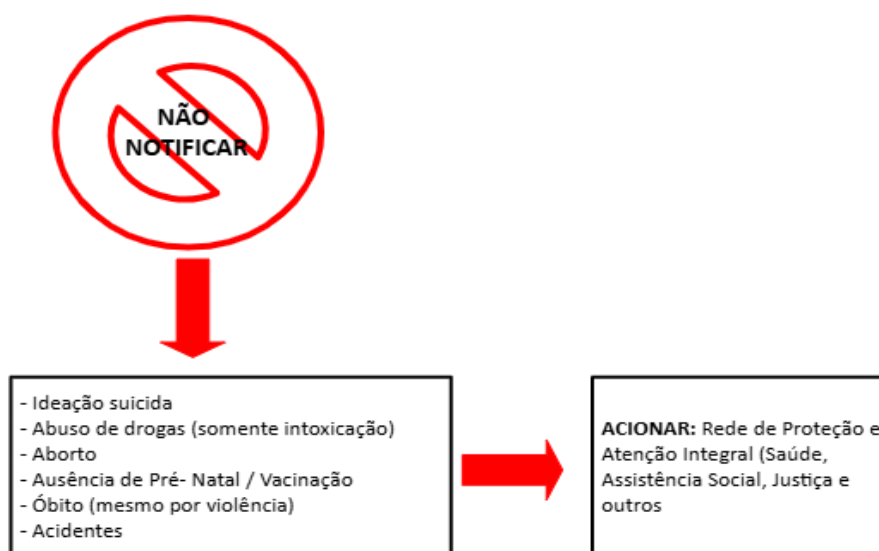 NÃO
NOTIFICAR
- Ideação suicida
- Abuso de drogas (somente intoxicação)
- Aborto
- Ausência de Pré- Natal / Vacinação
- Óbito (mesmo por violência)
- Acidentes
ACIONAR: Rede de Proteção e
Atenção Integral (Saúde,
Assistência Social, Justiça e
outros